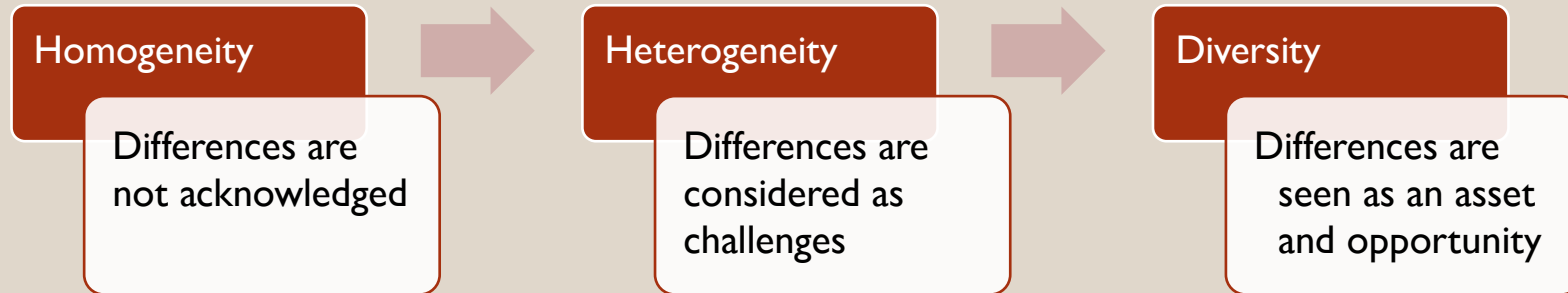 Homogeneity
Differences are
not acknowledged
Heterogeneity
Differences are
considered as
challenges
Diversity
Differences are
seen as an asset
and opportunity